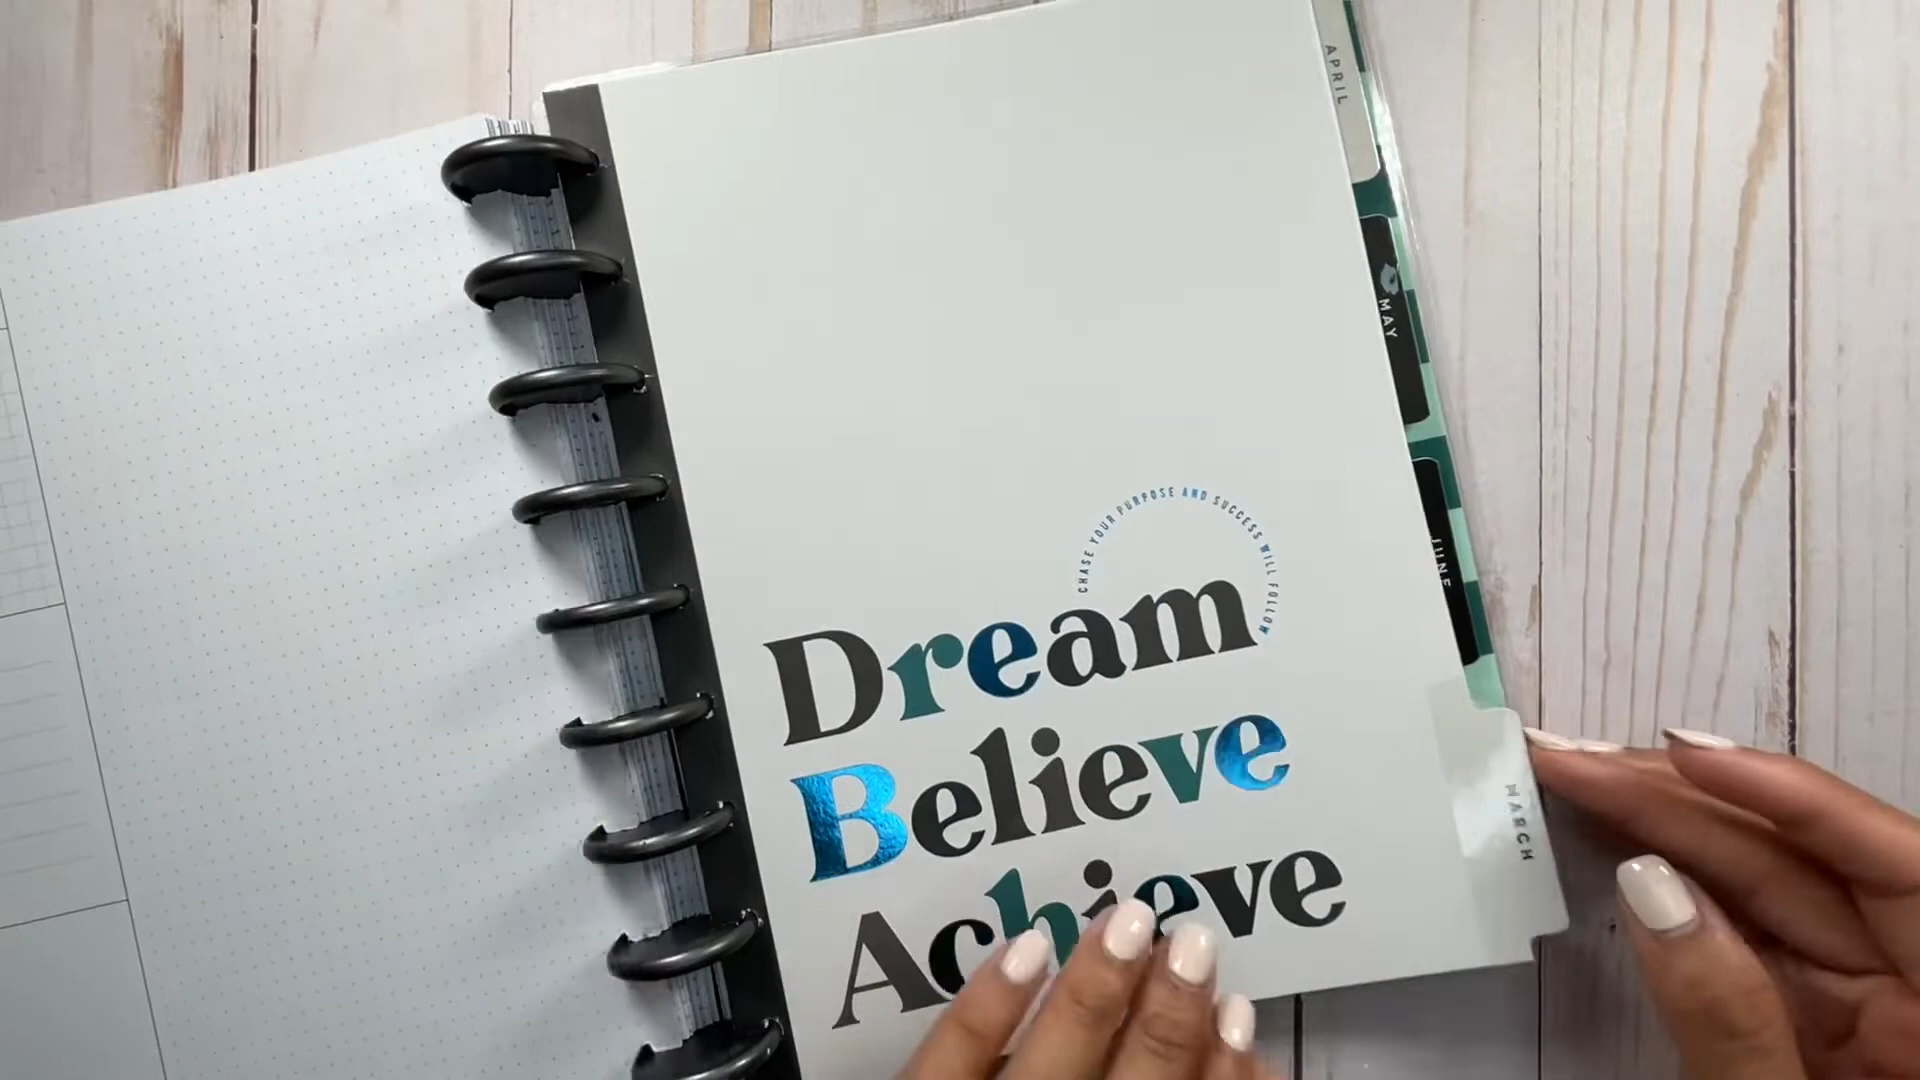 APRIL
MAY
JUNE
CHASE YOUR PURPOSE AND SUCCESS WILL FOLLOW
Dream
Believe
Achieve
MARCH